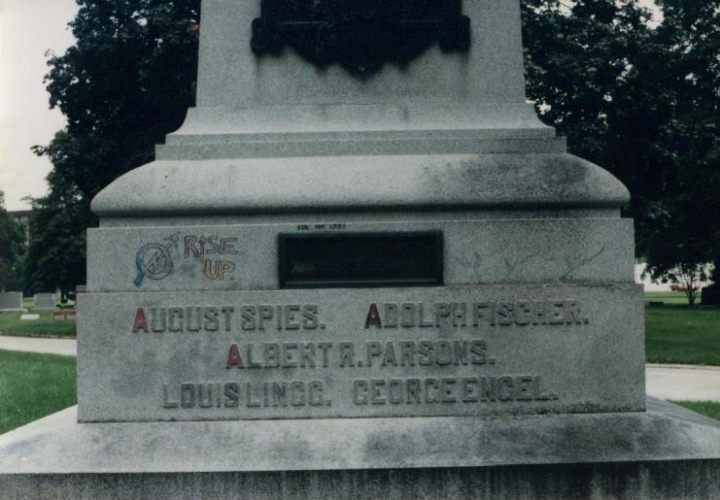 RISE
UP.
AUGUST SPIES. ADOLPH FISCHER.
ALBERT R. PARSONS.
LOUIS LINGG. GEORGE ENGEL.